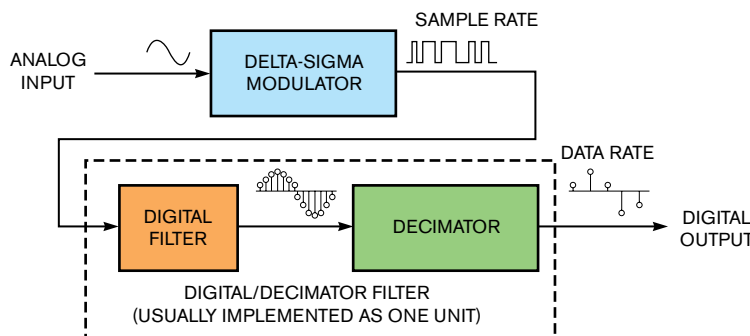 SAMPLE RATE
ANALOG
INPUT
DELTA-SIGMA
MODULATOR
DATA RATE
DIGITAL
FILTER
DECIMATOR
DIGITAL
OUTPUT
DIGITAL/DECIMATOR FILTER
(USUALLY IMPLEMENTED AS ONE UNIT)